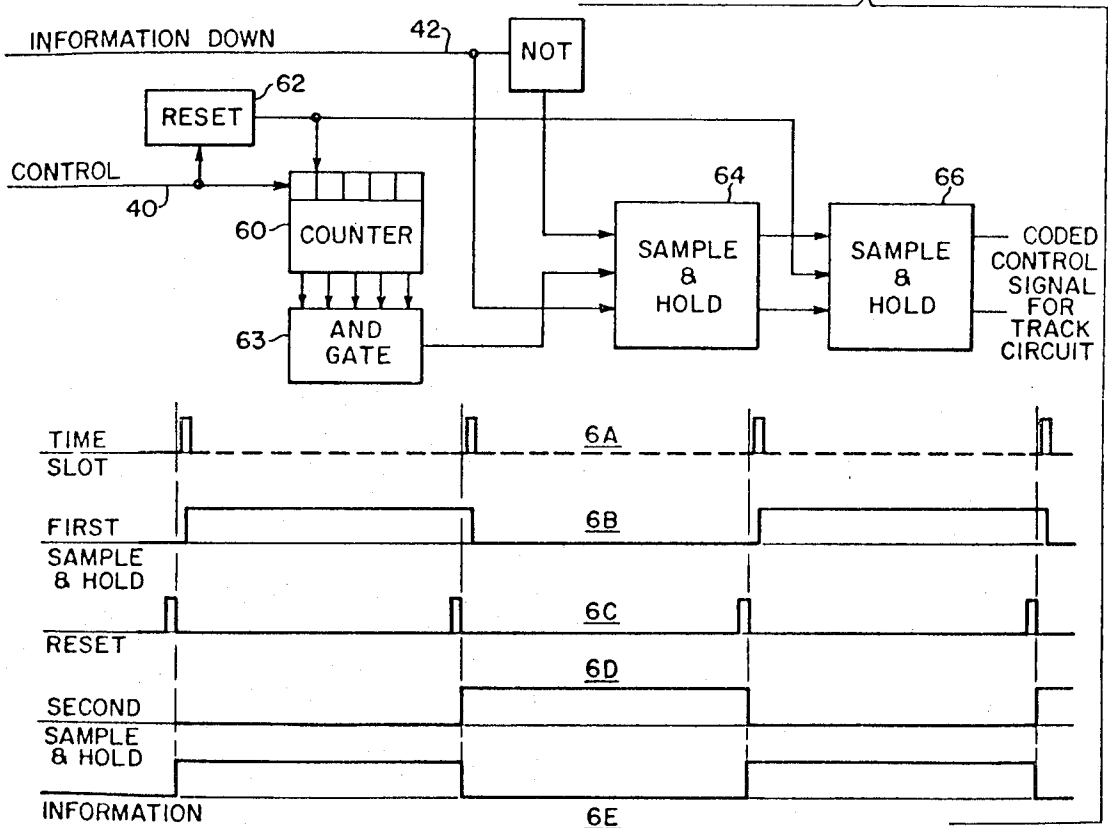 INFORMATION DOWN
42
NOT
62
RESET
CONTROL
40
60
COUNTER
63
AND
GATE
64
SAMPLE
&
HOLD
66
SAMPLE
&
HOLD
CODED
CONTROL
SIGNAL
FOR
TRACK
CIRCUIT
TIME
SLOT
6A
FIRST
SAMPLE
& HOLD
6B
RESET
6C
6D
SECOND
SAMPLE
& HOLD
INFORMATION
6E